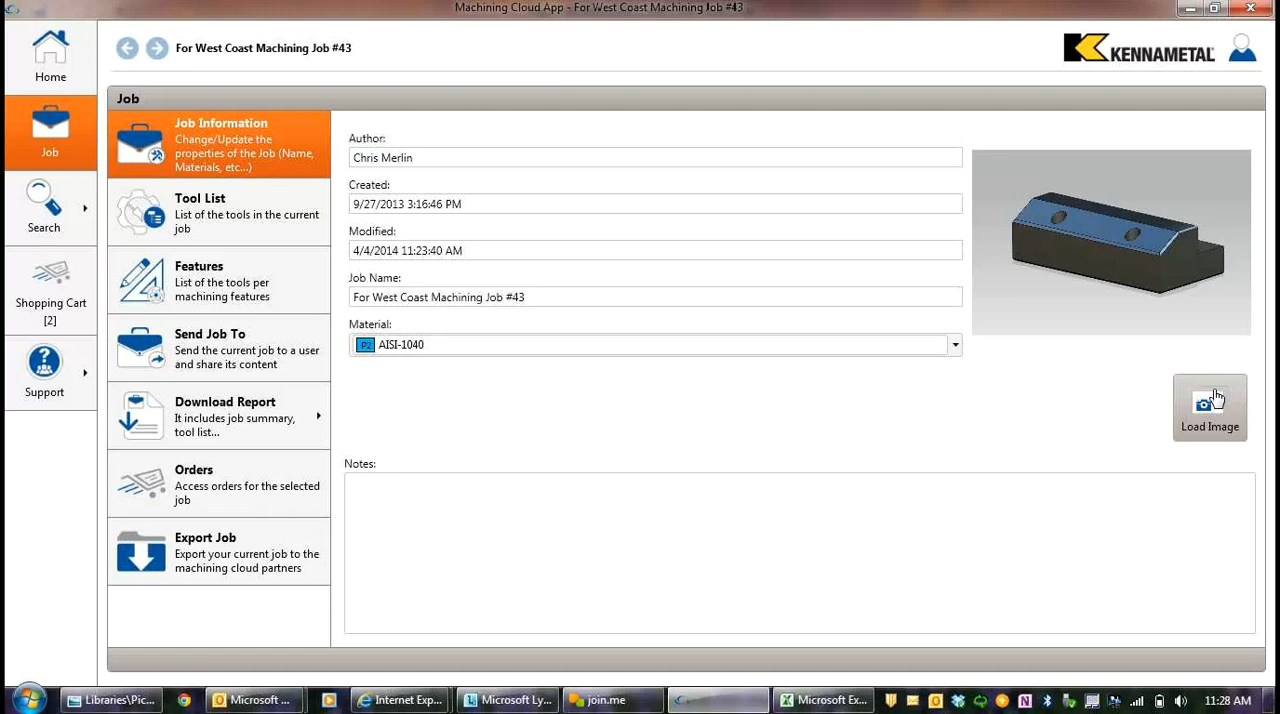 Machining Cloud App - For West Coast Machining Job #43
Home
Job
Search
Shopping Cart
[2]
Support
For West Coast Machining Job #43
KENNAMETAL
Job
Job Information
Change/Update the
properties of the Job (Name,
Materials, etc...)
Tool List
List of the tools in the current
job
Features
List of the tools per
machining features
Send Job To
Send the current job to a user
and share its content
Download Report
It includes job summary,
tool list...
Orders
Access orders for the selected
job
Export Job
Export your current job to the
machining cloud partners
Author:
Chris Merlin
Created:
9/27/2013 3:16:46 PM
Modified:
4/4/2014 11:23:40 AM
Job Name:
For West Coast Machining Job #43
Material:
P2 AISI-1040
Load Image
Notes:
Libraries\Pic...
Microsoft ...
Internet Exp...
Microsoft Ly...
join.me
Microsoft Ex...
11:28 AM